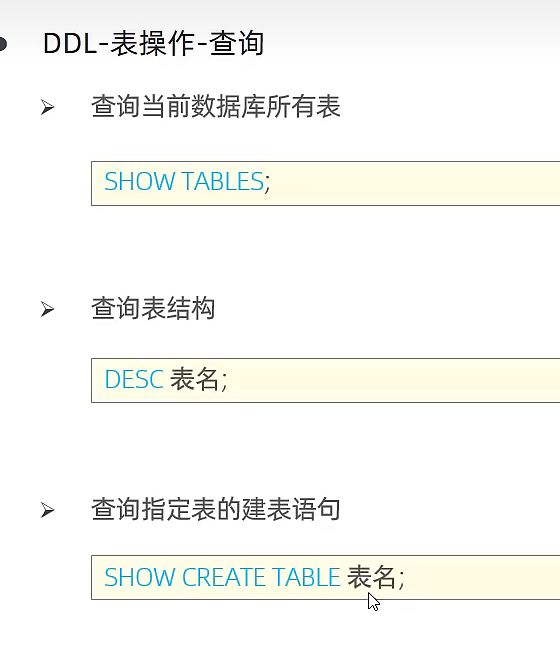 DDL-表操作-查询
查询当前数据库所有表
SHOW TABLES;
查询表结构
DESC 表名;
查询指定表的建表语句
SHOW CREATE TABLE 表名;